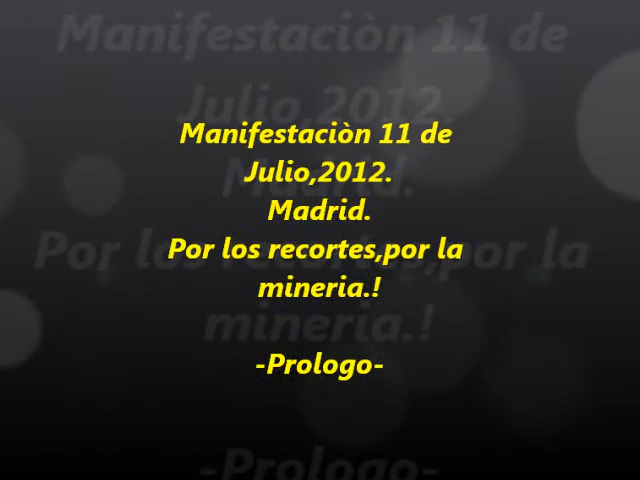 Manifestaciòn 11 de
Julio,2012.
Madrid.
Por los recortes,por la
mineria.!
-Prologo-